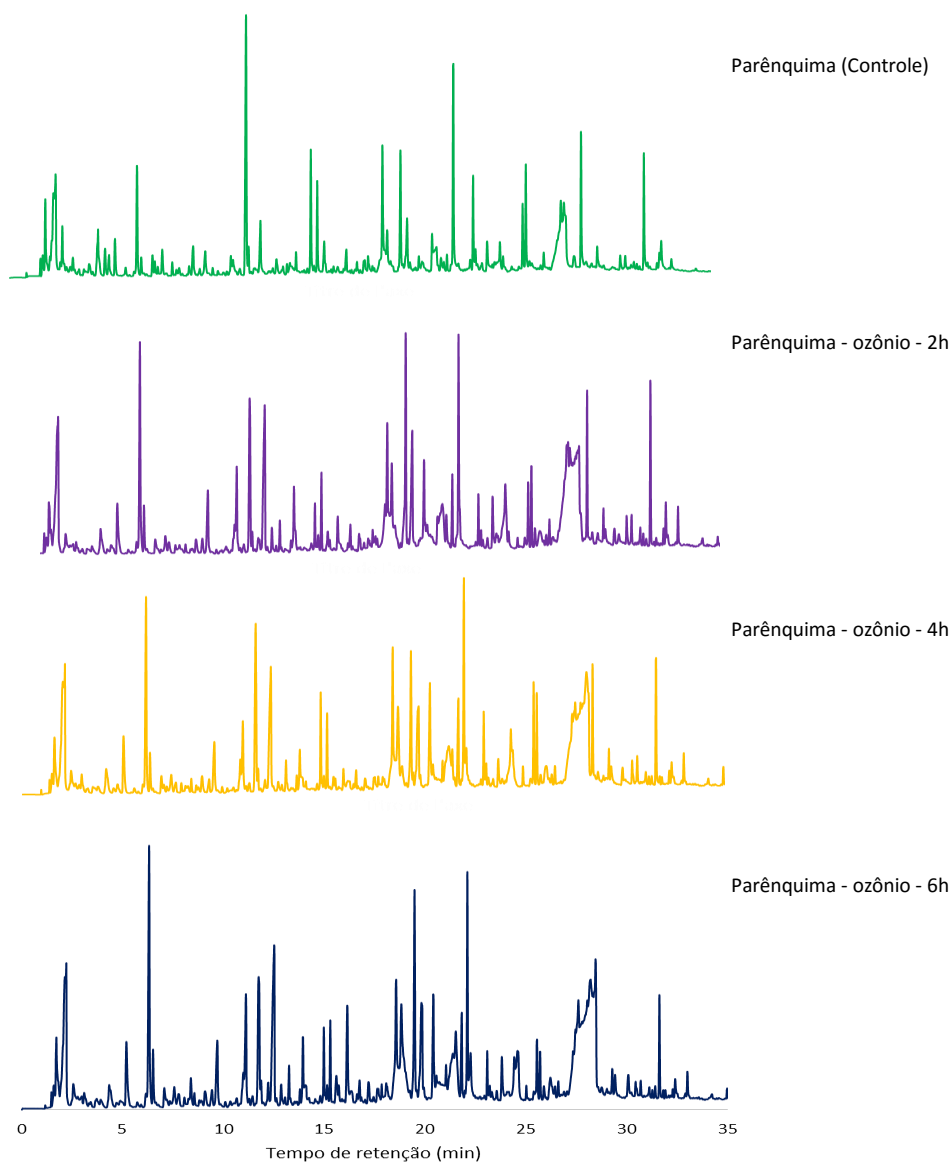 Parênquima (Controle)
Parênquima - ozônio - 2h
Parênquima - ozônio - 4h
Parênquima - ozônio - 6h
0 5 10 15 20 25 30 35
Tempo de retenção (min)